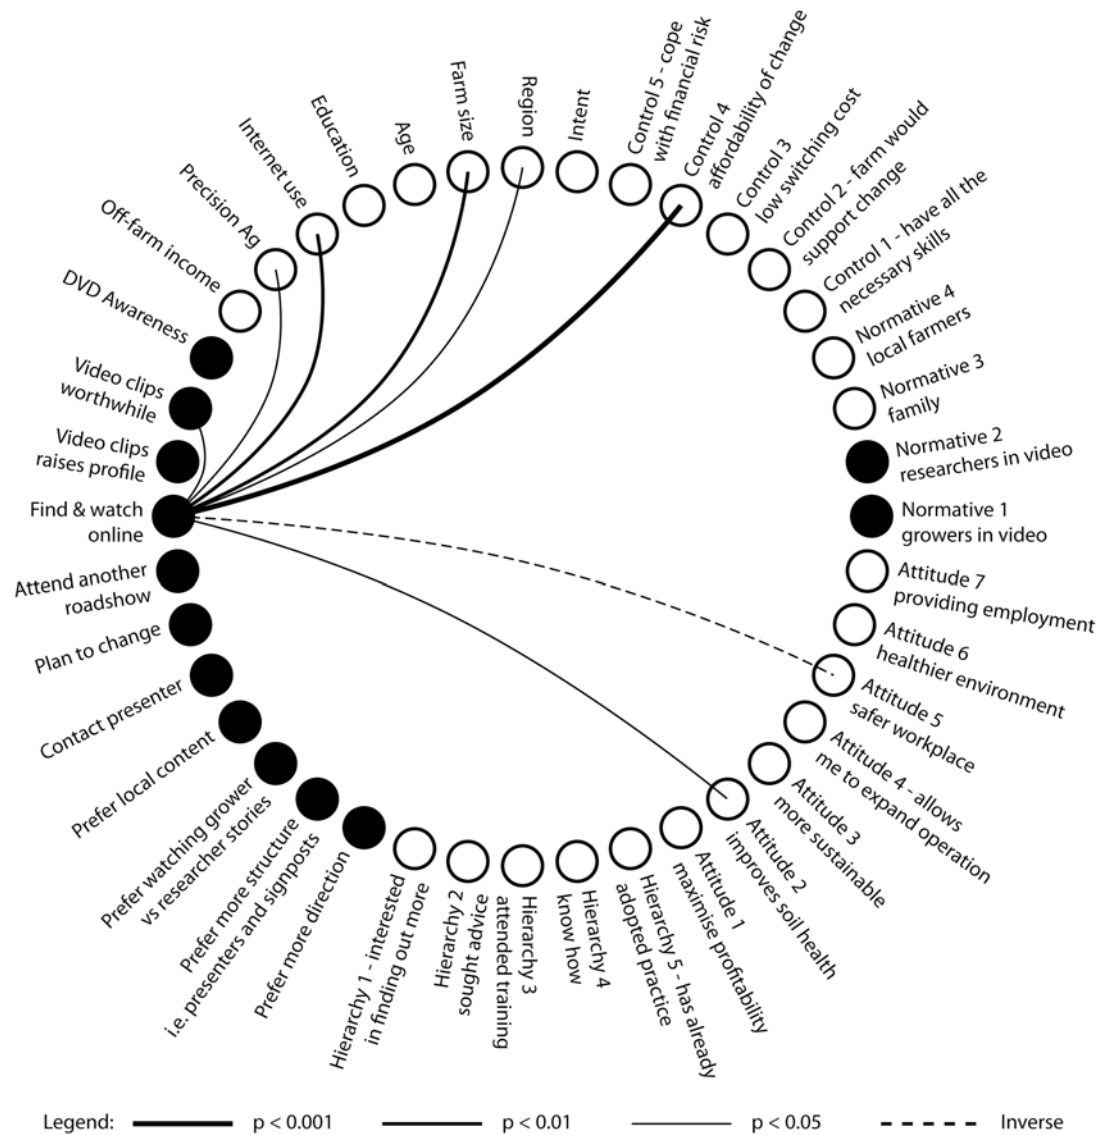 Control 5 - cope
with financial risk
Control 4
affordability of change
Control 3
low switching cost
Control 2 - farm would
support change
Control 1 - have all the
necessary skills
Normative 4
local farmers
Normative 3
family
Normative 2
researchers in video
Normative 1
growers in video
Attitude 7
providing employment
Attitude 6
healthier environment
Attitude 5
safer workplace
Attitude 4 - allows
me to expand operation
Attitude 3
more sustainable
Attitude 2
improves soil health
Attitude 1
maximise profitability
Hierarchy 5 - has already
adopted practice
Hierarchy 4
know how
Hierarchy 3
attended training
Hierarchy 2
sought advice
Hierarchy 1 - interested
in finding out more
Prefer more direction
Prefer more structure
i.e. presenters and signposts
Prefer watching grower
vs researcher stories
Prefer local content
Contact presenter
Plan to change
Attend another
roadshow
Find & watch
online
Video clips
raises profile
Video clips
worthwhile
DVD Awareness
Off-farm income
Precision Ag
Internet use
Education
Age
Farm size
Region
Intent
Legend: p < 0.001 p < 0.01 p < 0.05 Inverse